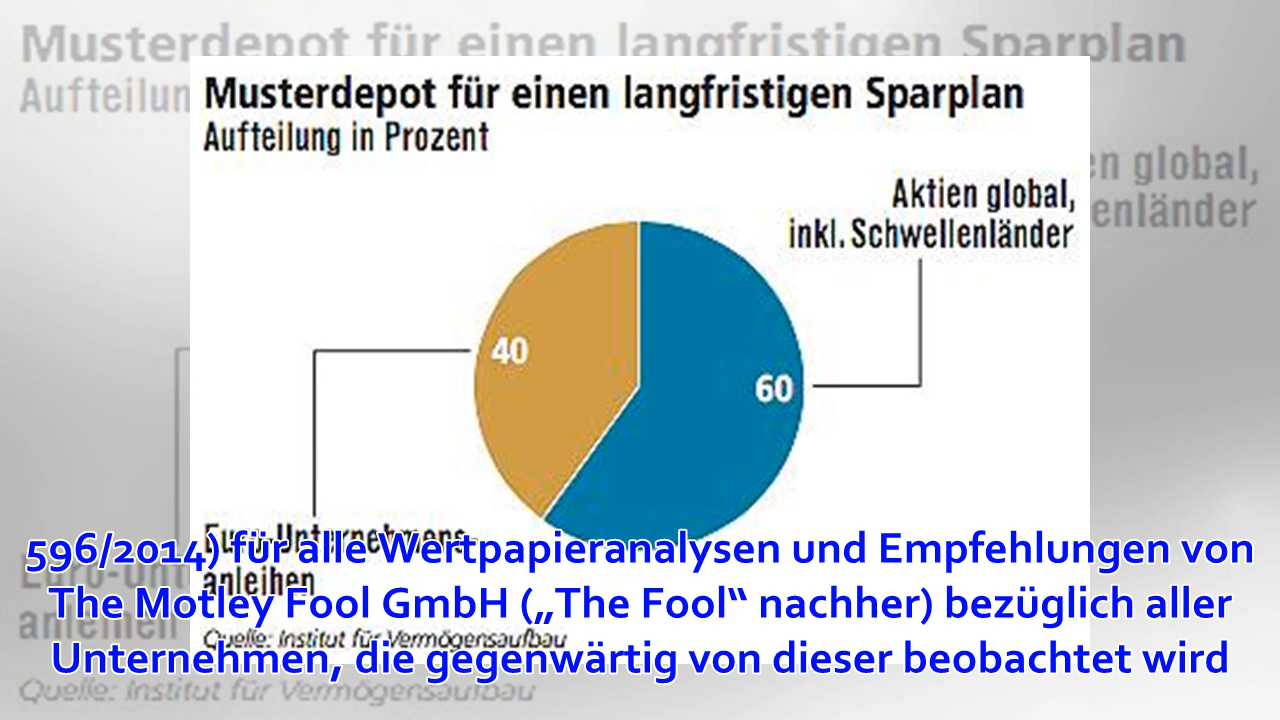 Musterdepot für einen langfristigen Sparplan
Aufteilung in Prozent
Aktien global,
inkl. Schwellenländer
40
60
Euro-Unternehmens-
anleihen
Quelle: Institut für Vermögensaufbau
596/2014) für alle Wertpapieranalysen und Empfehlungen von
The Motley Fool GmbH („The Fool“ nachher) bezüglich aller
Unternehmen, die gegenwärtig von dieser beobachtet wird